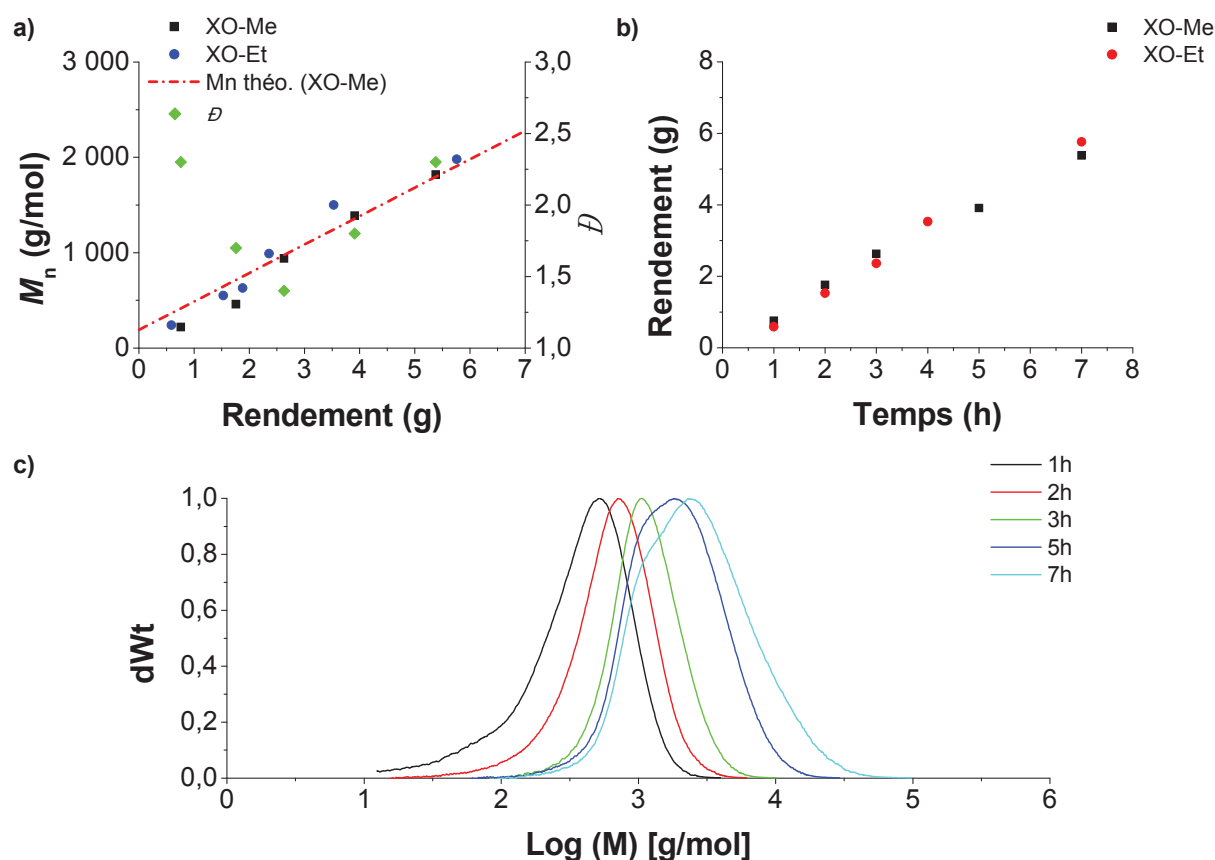 a)
XO-Me
XO-Et
Mn théo. (XO-Me)
Đ
3 000
2 000
1 000
0
Mn (g/mol)
3,0
2,5
2,0
1,5
1,0
Đ
0 1 2 3 4 5 6 7
Rendement (g)
b)
XO-Me
XO-Et
8
6
4
2
0
Rendement (g)
0 1 2 3 4 5 6 7 8
Temps (h)
c)
1h
2h
3h
5h
7h
1,0
0,8
0,6
0,4
0,2
0,0
dWt
0 1 2 3 4 5 6
Log (M) [g/mol]